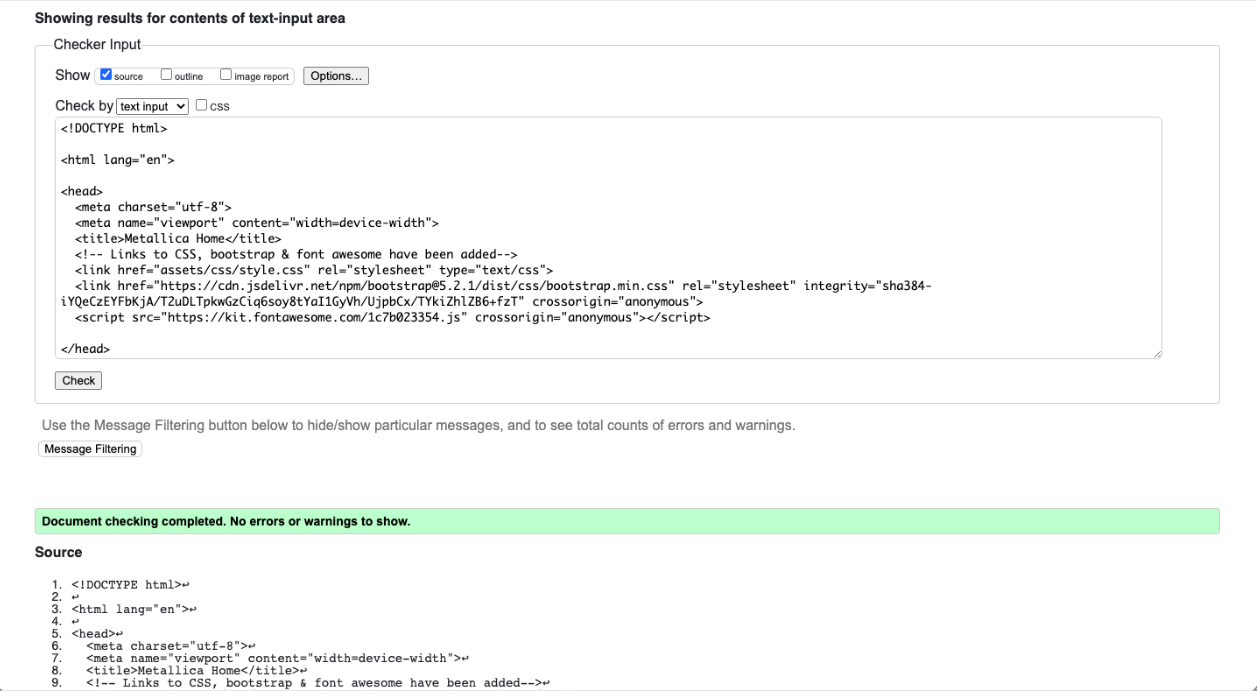 Showing results for contents of text-input area
Checker Input
Show source outline image report Options...
Check by text input css
<!DOCTYPE html>
<html lang="en">
<head>
<meta charset="utf-8">
<meta name="viewport" content="width=device-width">
<title>Metallica Home</title>
<!-- Links to CSS, bootstrap & font awesome have been added-->
<link href="assets/css/style.css" rel="stylesheet" type="text/css">
<link href="https://cdn.jsdelivr.net/npm/bootstrap@5.2.1/dist/css/bootstrap.min.css" rel="stylesheet" integrity="sha384-
iYQeCzEYFbKjA/T2uDLTpkwGzCiq6soy8tYaI1GyVh/UjpbCx/TYkiZhlZB6+fzT" crossorigin="anonymous">
<script src="https://kit.fontawesome.com/1c7b023354.js" crossorigin="anonymous"></script>
</head>
Check
Use the Message Filtering button below to hide/show particular messages, and to see total counts of errors and warnings.
Message Filtering
Document checking completed. No errors or warnings to show.
Source
1. <!DOCTYPE html>↩
2. ↩
3. <html lang="en">↩
4. ↩
5. <head>↩
6. <meta charset="utf-8">↩
7. <meta name="viewport" content="width=device-width">↩
8. <title>Metallica Home</title>↩
9. <!-- Links to CSS, bootstrap & font awesome have been added-->↩